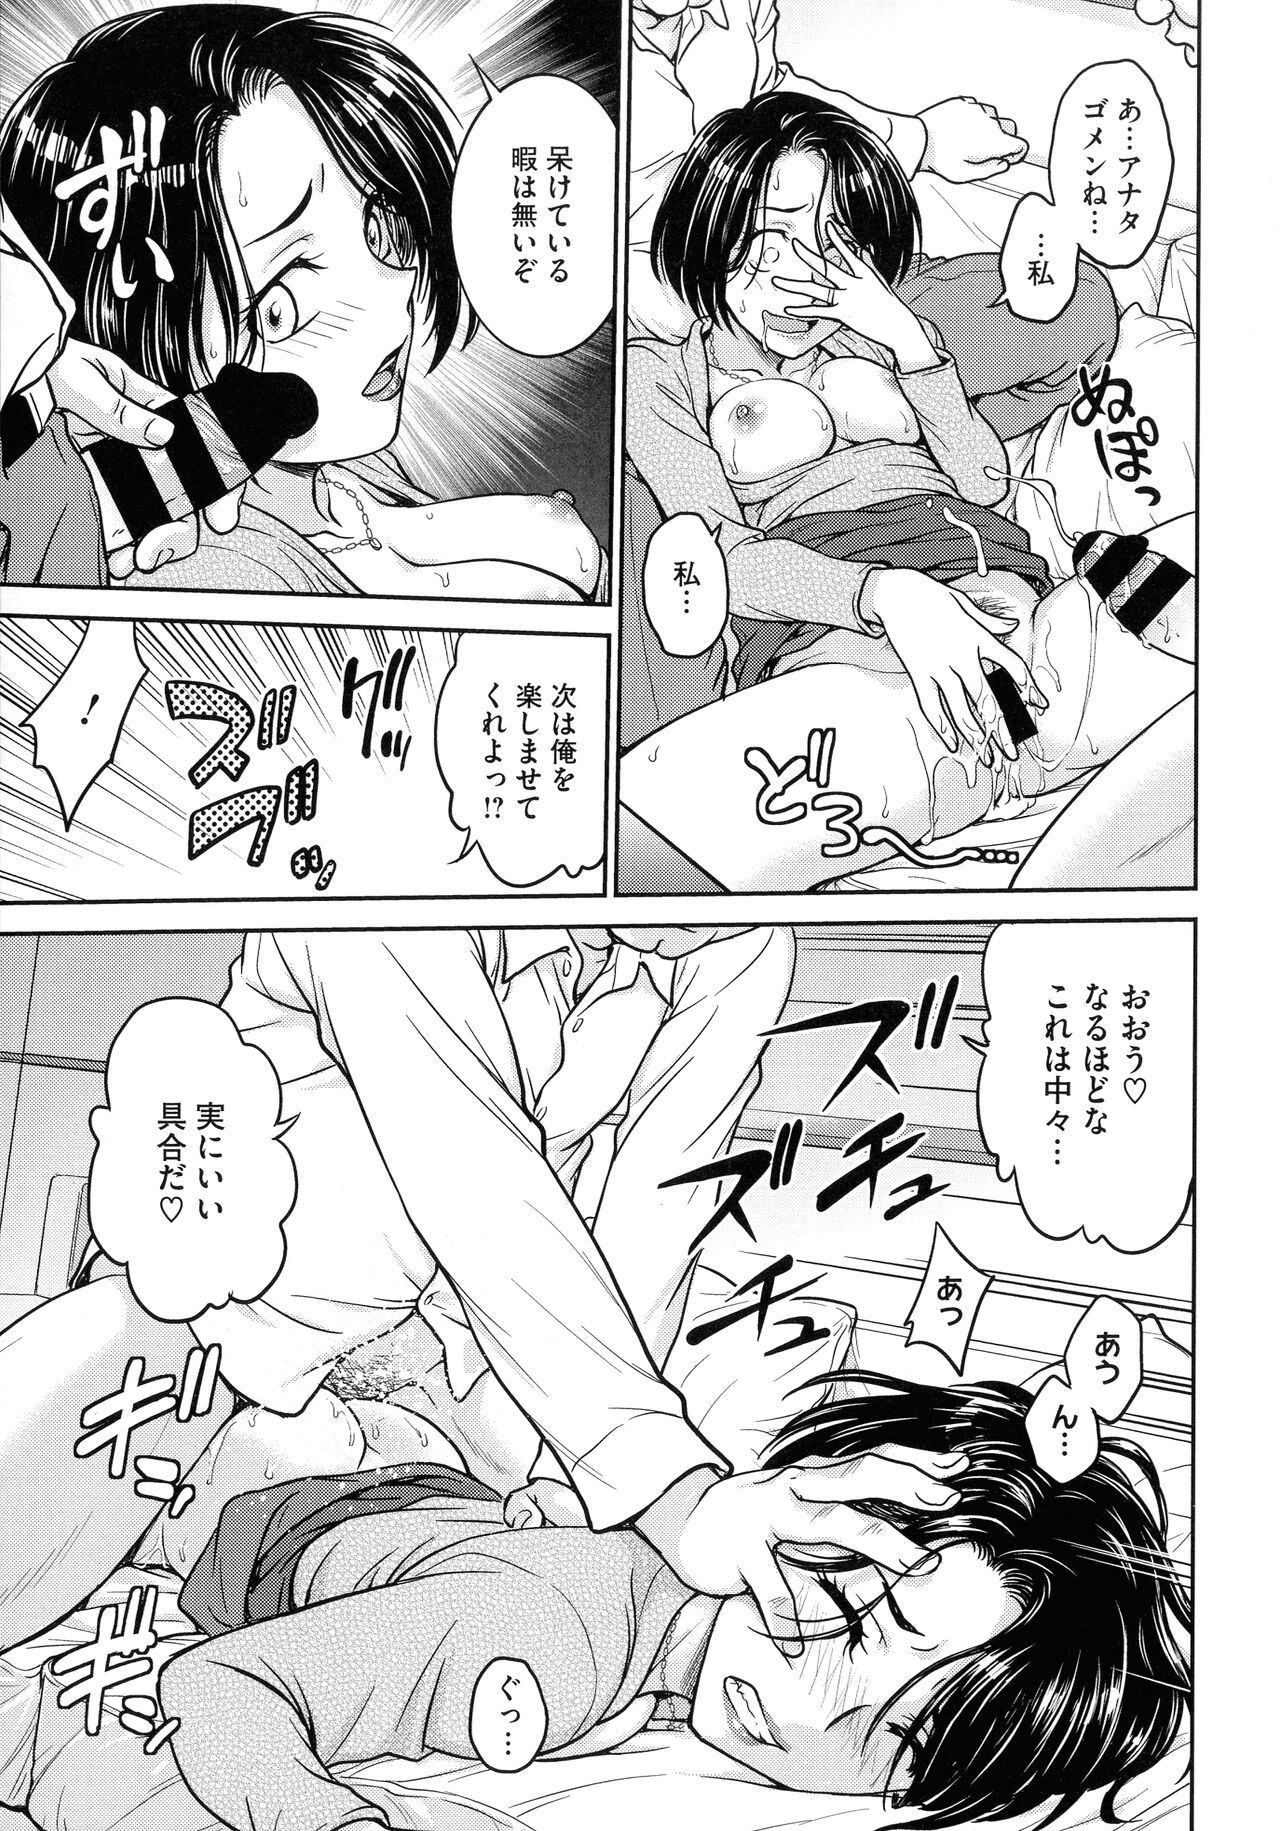 あ…アナタ
ゴメンね…
…私
ぬぽっ
私…
どろ〜…
呆けている
暇は無いぞ
ずい
次は俺を
楽しませて
くれよっ!?
ズブブ
！
おおう♡
なるほどな
これは中々…
ズチュ
ズチュ
あっ
あうん…
実にいい
具合だ♡
ギシ
ギシ
ぐっ…